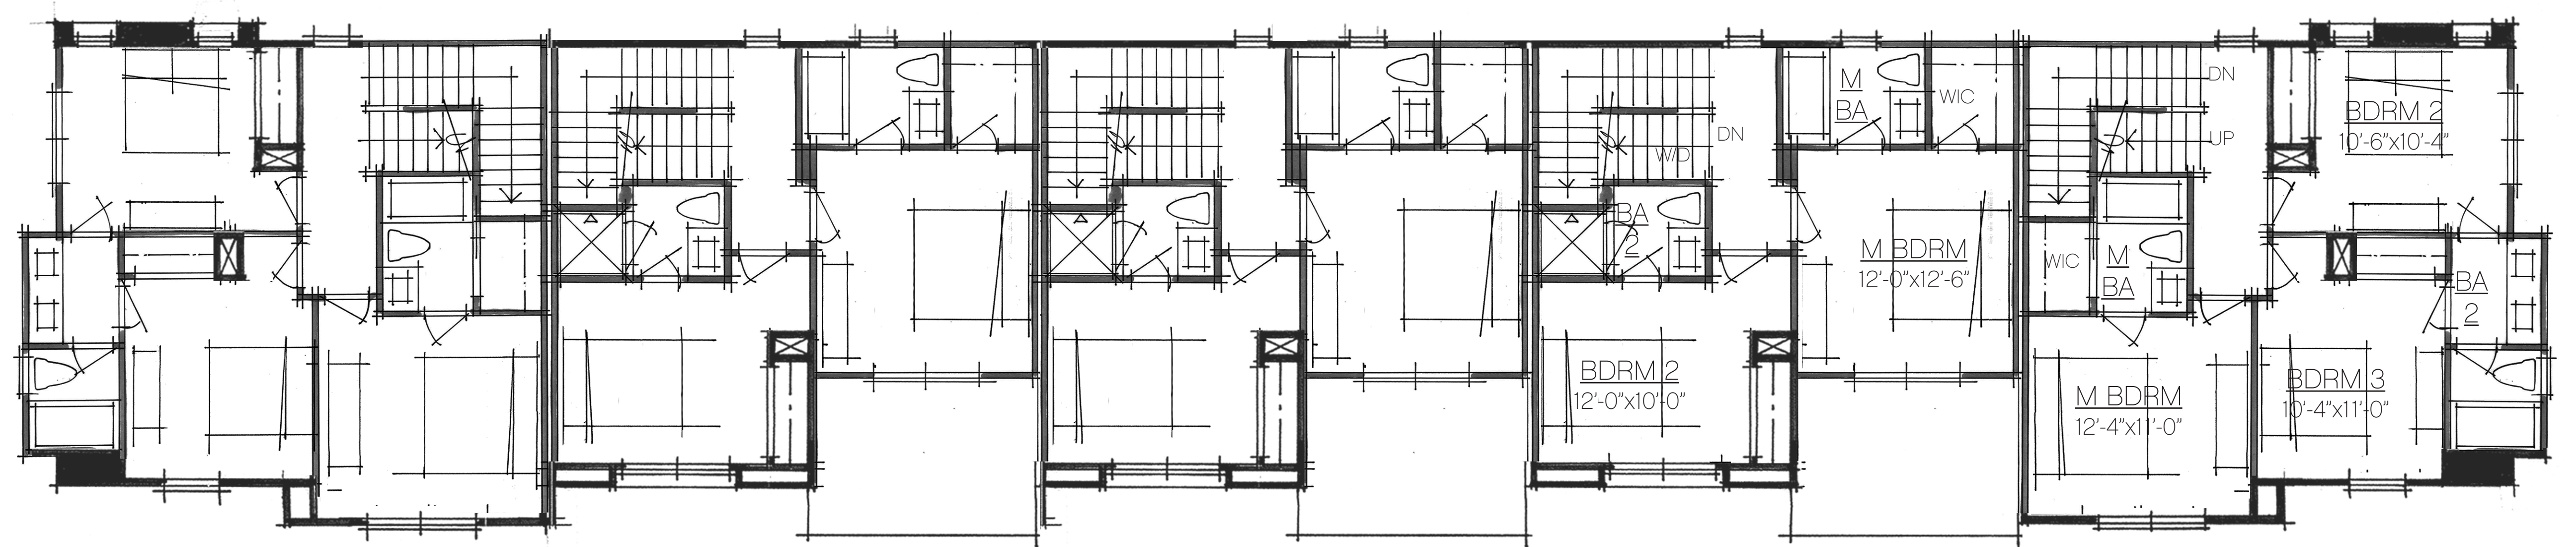 M
BA
WIC
DN
W/D
BA
2
M BDRM
12'-0"x12'-6"
BDRM 2
12'-0"x10'-0"
DN
UP
BDRM 2
10'-6"x10'-4"
WIC
M
BA
BA
2
M BDRM
12'-4"x11'-0"
BDRM 3
10'-4"x11'-0"